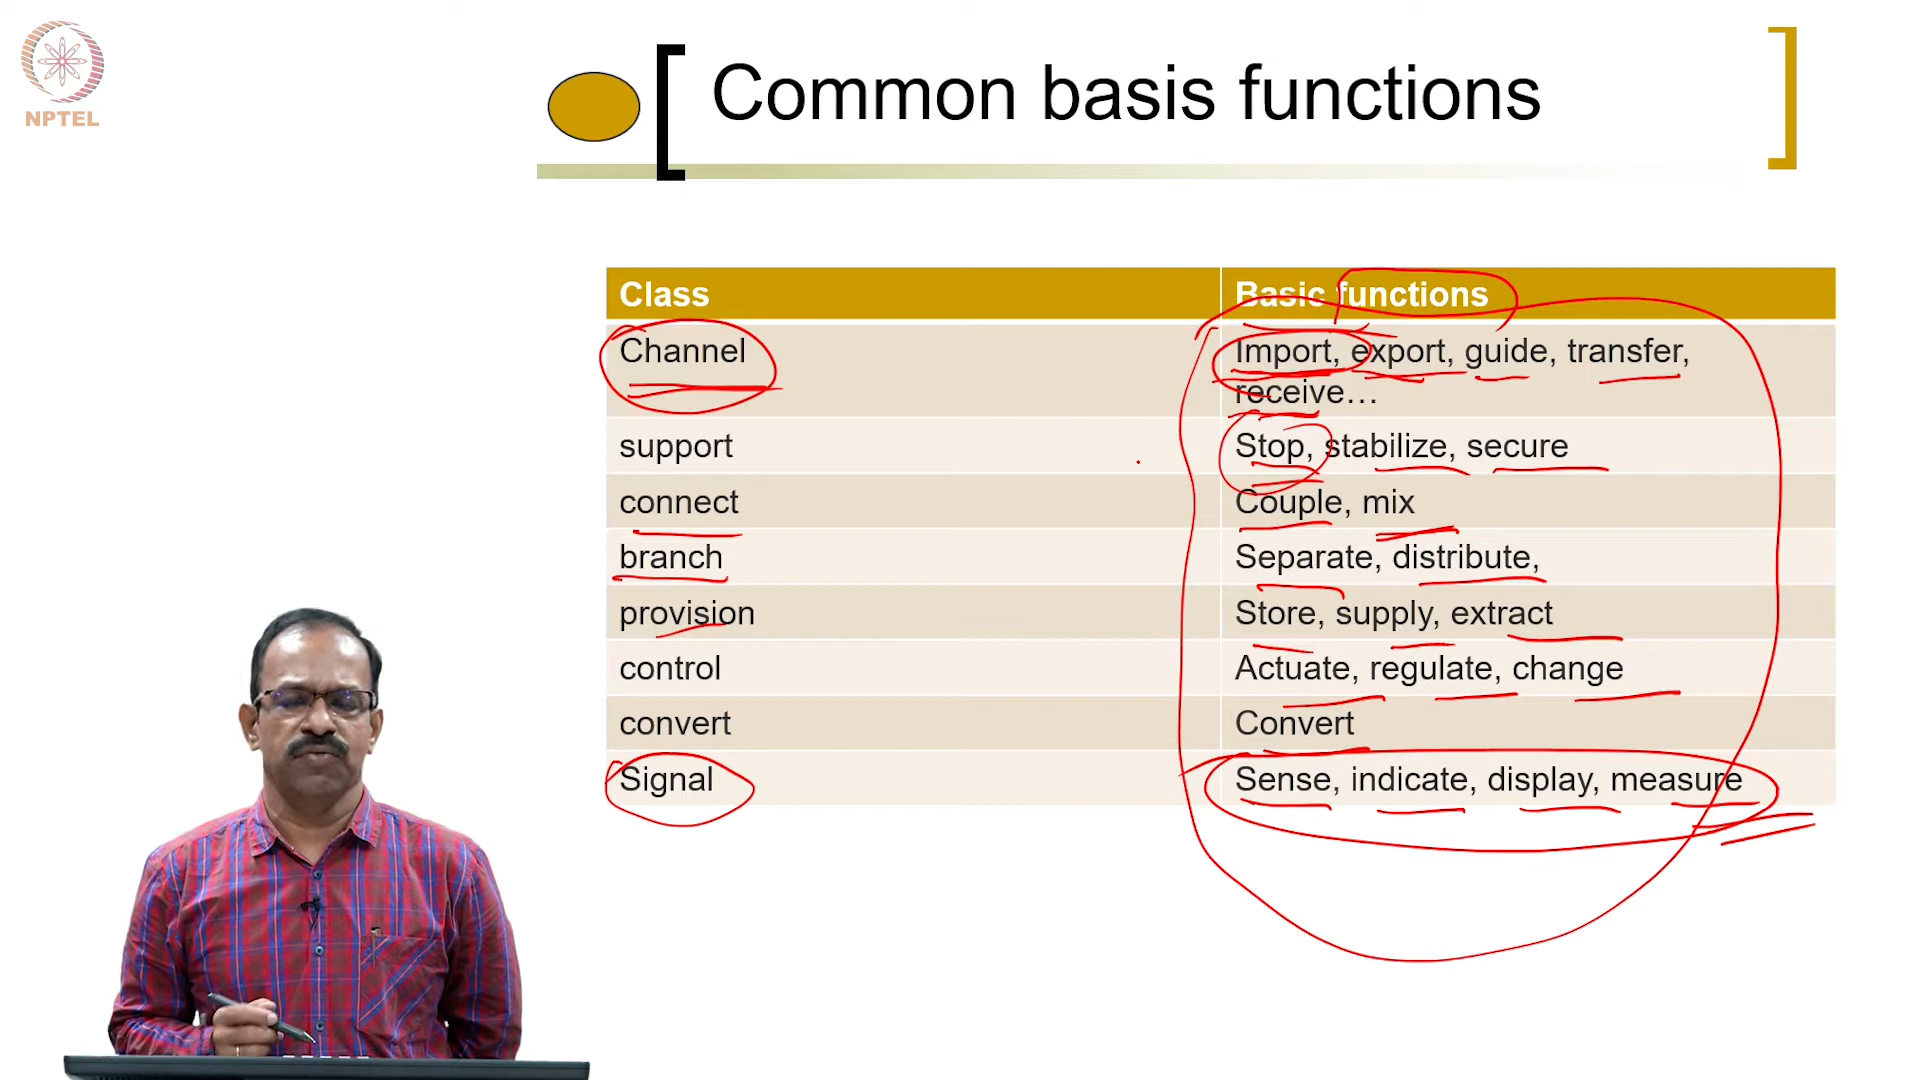 NPTEL
Common basis functions
Class
Basic functions
Channel
Import, export, guide, transfer,
receive...
support
Stop, stabilize, secure
connect
Couple, mix
branch
Separate, distribute,
provision
Store, supply, extract
control
Actuate, regulate, change
convert
Convert
Signal
Sense, indicate, display, measure